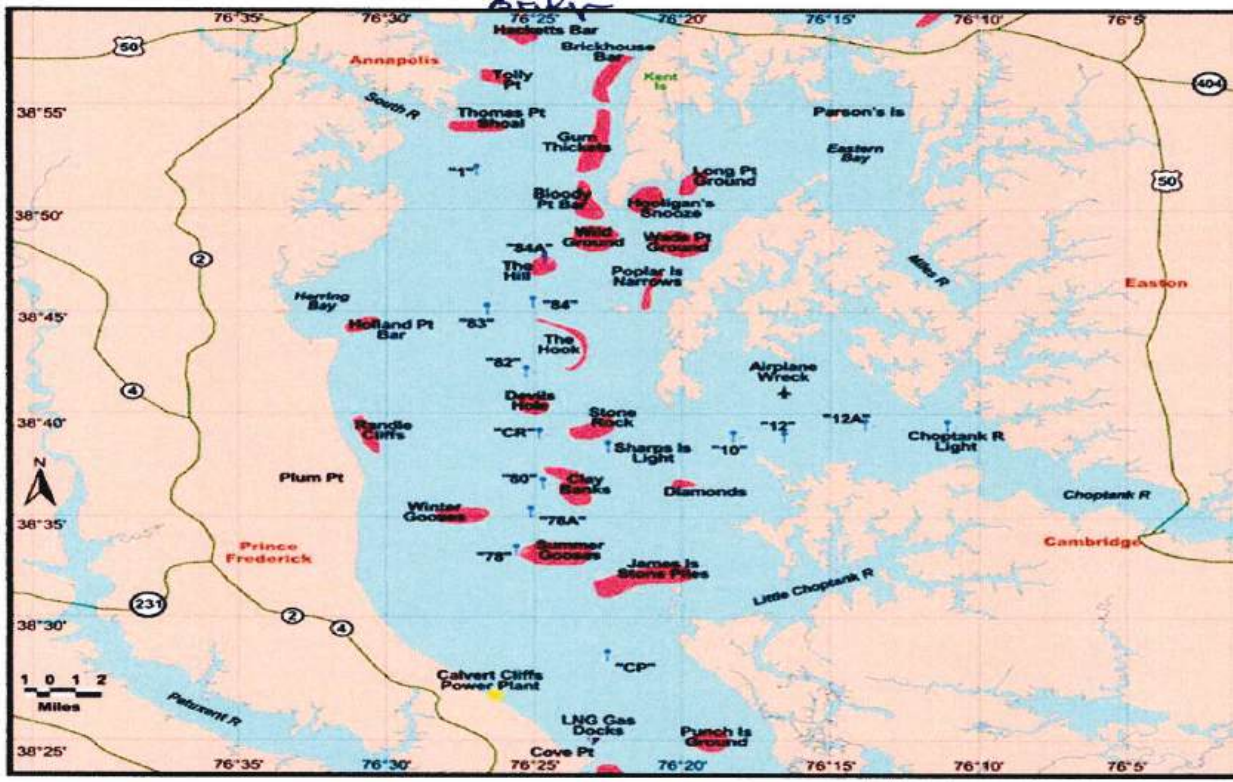 76°35'
76°30'
76°25'
76°20'
76°15'
76°10'
76°5'
50
Annapolis
Hacketts Bar
Brickhouse
Bar
Kent
Is
404
Tolly
Pt
38°55'
South R
Thomas Pt
Shoal
Parson's Is
Gum
Thickets
Eastern
Bay
"1"
Long Pt
Ground
50
Bloody
Pt Bar
Hooligan's
Snooze
38°50'
Wild
Ground
Wade Pt
Ground
2
"84A"
The
Hill
Poplar Is
Narrows
Miles R
Easton
Herring
Bay
"83"
"84"
38°45'
Holland Pt
Bar
The
Hook
"82"
Airplane
Wreck
4
Devils
Hole
38°40'
Randle
Cliffs
"CR"
Stone
Rock
Sharps Is
Light
"10"
"12"
"12A"
Choptank R
Light
N
Plum Pt
"80"
Clay
Banks
Diamonds
Choptank R
Winter
Gooses
"78A"
38°35'
Prince
Frederick
"78"
Summer
Gooses
Cambridge
James Is
Stone Piles
Little Choptank R
231
2
4
38°30'
"CP"
Calvert Cliffs
Power Plant
1 0 1 2
Miles
Patuxent R
LNG Gas
Docks
Punch Is
Ground
38°25'
Cove Pt
76°35'
76°30'
76°25'
76°20'
76°15'
76°10'
76°5'